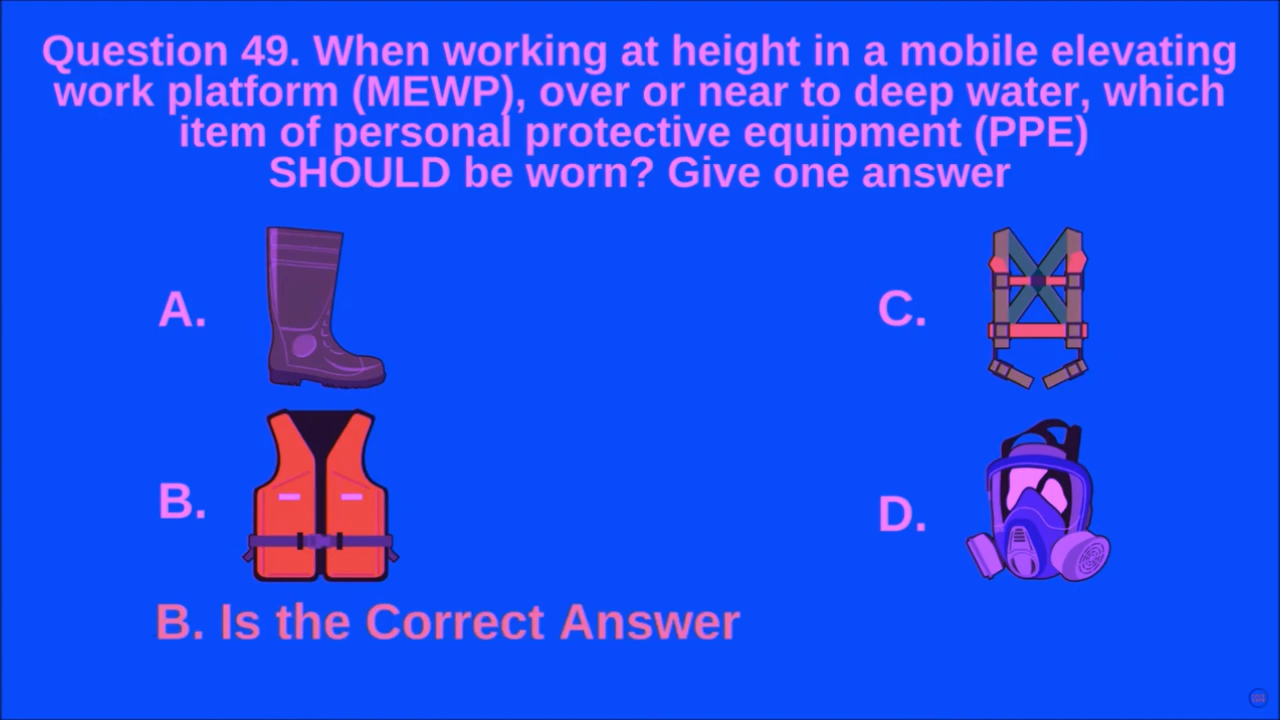 Question 49. When working at height in a mobile elevating
work platform (MEWP), over or near to deep water, which
item of personal protective equipment (PPE)
SHOULD be worn? Give one answer
A.
C.
B.
D.
B. Is the Correct Answer